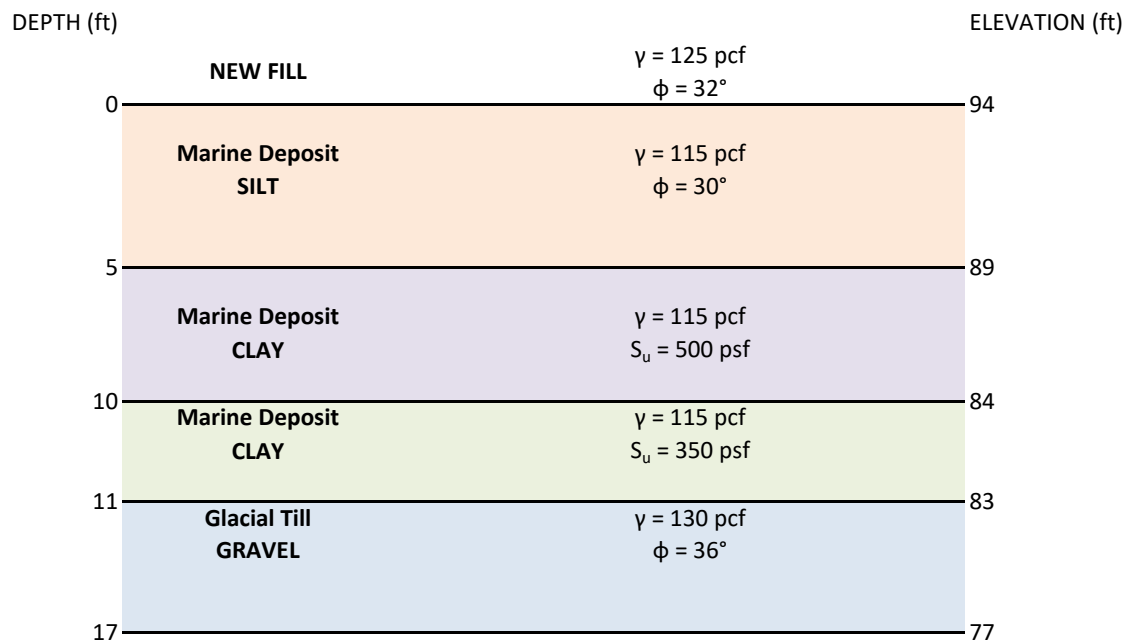 DEPTH (ft)
ELEVATION (ft)
NEW FILL
γ = 125 pcf
ϕ = 32°
0
94
Marine Deposit
SILT
γ = 115 pcf
ϕ = 30°
5
89
Marine Deposit
CLAY
γ = 115 pcf
Su = 500 psf
10
84
Marine Deposit
CLAY
γ = 115 pcf
Su = 350 psf
11
83
Glacial Till
GRAVEL
γ = 130 pcf
ϕ = 36°
17
77